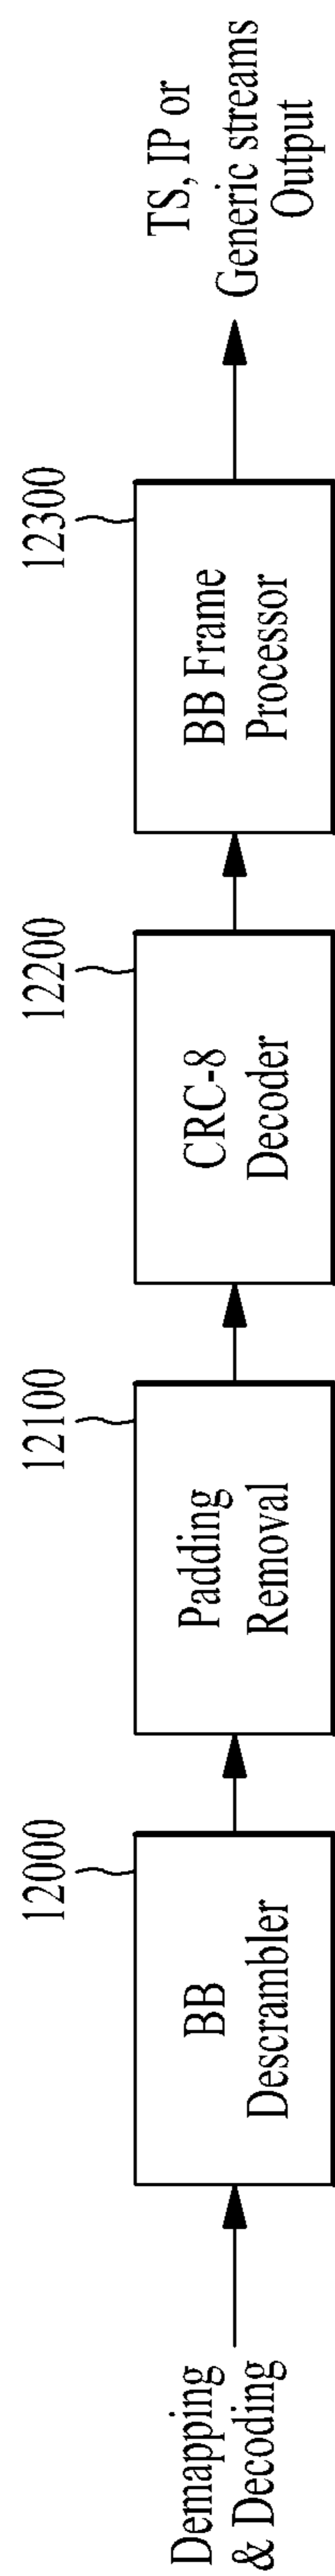 Demapping
& Decoding
12000
BB
Descrambler
12100
Padding
Removal
12200
CRC-8
Decoder
12300
BB Frame
Processor
TS, IP or
Generic streams
Output